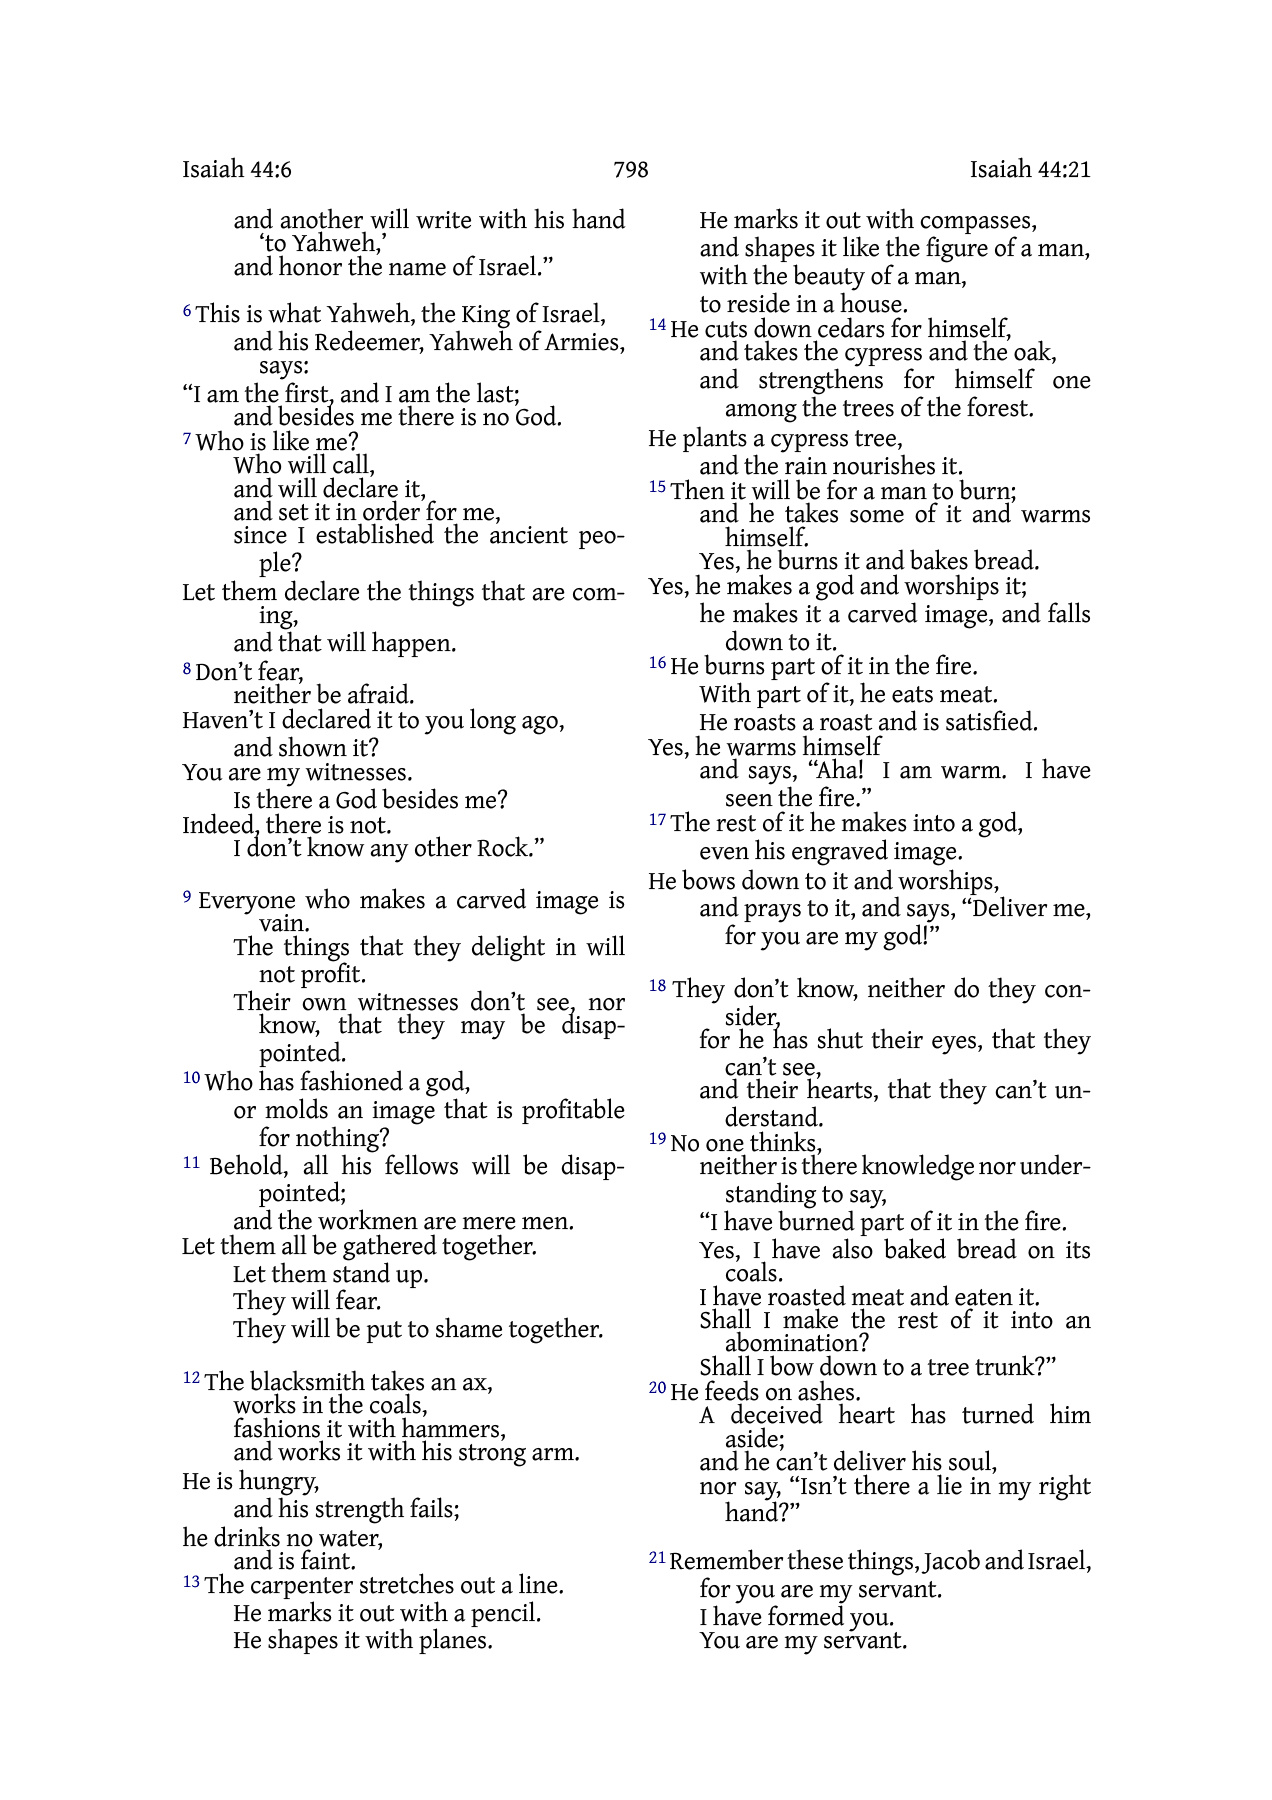 Isaiah 44:6 798 Isaiah 44:21
and another will write with his hand
‘to Yahweh,’
and honor the name of Israel.”
6 This is what Yahweh, the King of Israel,
and his Redeemer, Yahweh of Armies,
says:
“I am the first, and I am the last;
and besides me there is no God.
7 Who is like me?
Who will call,
and will declare it,
and set it in order for me,
since I established the ancient peo-
ple?
Let them declare the things that are com-
ing,
and that will happen.
8 Don’t fear,
neither be afraid.
Haven’t I declared it to you long ago,
and shown it?
You are my witnesses.
Is there a God besides me?
Indeed, there is not.
I don’t know any other Rock.”
9 Everyone who makes a carved image is
vain.
The things that they delight in will
not profit.
Their own witnesses don’t see, nor
know, that they may be disap-
pointed.
10 Who has fashioned a god,
or molds an image that is profitable
for nothing?
11 Behold, all his fellows will be disap-
pointed;
and the workmen are mere men.
Let them all be gathered together.
Let them stand up.
They will fear.
They will be put to shame together.
12 The blacksmith takes an ax,
works in the coals,
fashions it with hammers,
and works it with his strong arm.
He is hungry,
and his strength fails;
he drinks no water,
and is faint.
13 The carpenter stretches out a line.
He marks it out with a pencil.
He shapes it with planes.
He marks it out with compasses,
and shapes it like the figure of a man,
with the beauty of a man,
to reside in a house.
14 He cuts down cedars for himself,
and takes the cypress and the oak,
and strengthens for himself one
among the trees of the forest.
He plants a cypress tree,
and the rain nourishes it.
15 Then it will be for a man to burn;
and he takes some of it and warms
himself.
Yes, he burns it and bakes bread.
Yes, he makes a god and worships it;
he makes it a carved image, and falls
down to it.
16 He burns part of it in the fire.
With part of it, he eats meat.
He roasts a roast and is satisfied.
Yes, he warms himself
and says, “Aha! I am warm. I have
seen the fire.”
17 The rest of it he makes into a god,
even his engraved image.
He bows down to it and worships,
and prays to it, and says, “Deliver me,
for you are my god!”
18 They don’t know, neither do they con-
sider,
for he has shut their eyes, that they
can’t see,
and their hearts, that they can’t un-
derstand.
19 No one thinks,
neither is there knowledge nor under-
standing to say,
“I have burned part of it in the fire.
Yes, I have also baked bread on its
coals.
I have roasted meat and eaten it.
Shall I make the rest of it into an
abomination?
Shall I bow down to a tree trunk?”
20 He feeds on ashes.
A deceived heart has turned him
aside;
and he can’t deliver his soul,
nor say, “Isn’t there a lie in my right
hand?”
21 Remember these things, Jacob and Israel,
for you are my servant.
I have formed you.
You are my servant.